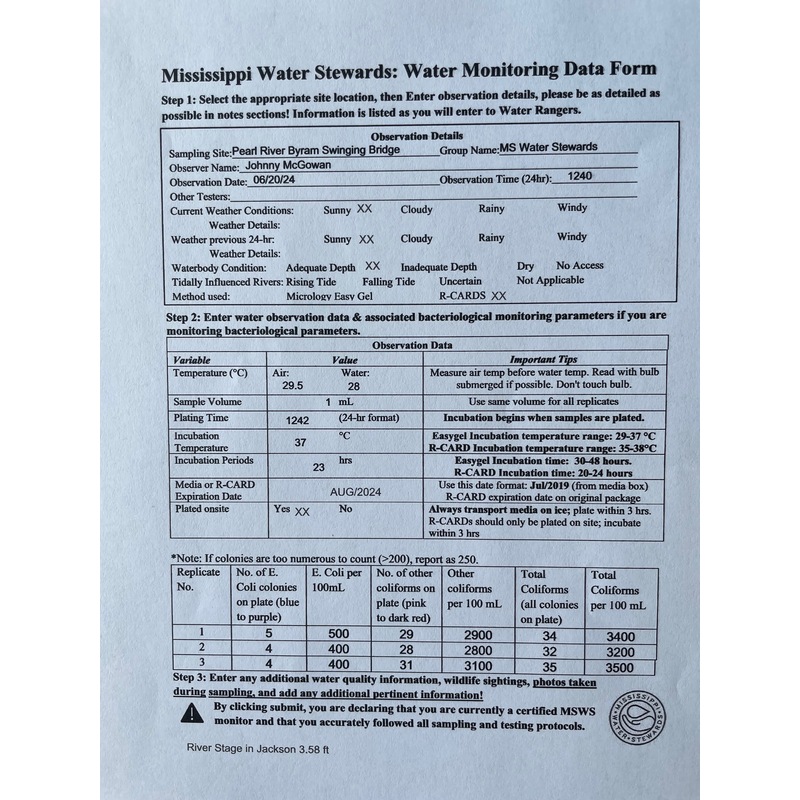 Mississippi Water Stewards: Water Monitoring Data Form
Step 1: Select the appropriate site location, then Enter observation details, please be as detailed as
possible in notes sections! Information is listed as you will enter to Water Rangers.
Observation Details
Sampling Site: Pearl River Byram Swinging Bridge Group Name: MS Water Stewards
Observer Name: Johnny McGowan
Observation Date: 06/20/24 Observation Time (24hr): 1240
Other Testers:
Current Weather Conditions: Sunny XX Cloudy Rainy Windy
Weather Details:
Weather previous 24-hr: Sunny XX Cloudy Rainy Windy
Weather Details:
Waterbody Condition: Adequate Depth XX Inadequate Depth Dry No Access
Tidally Influenced Rivers: Rising Tide Falling Tide Uncertain Not Applicable
Method used: Micrology Easy Gel R-CARDS XX
Step 2: Enter water observation data & associated bacteriological monitoring parameters if you are
monitoring bacteriological parameters.
Observation Data
Variable Value Important Tips
Temperature (°C) Air: Water: Measure air temp before water temp. Read with bulb
29.5 28 submerged if possible. Don't touch bulb.
Sample Volume 1 mL Use same volume for all replicates
Plating Time 1242 (24-hr format) Incubation begins when samples are plated.
Incubation °C Easygel Incubation temperature range: 29-37 °C
Temperature 37 R-CARD Incubation temperature range: 35-38°C
Incubation Periods hrs Easygel Incubation time: 30-48 hours.
23 R-CARD Incubation time: 20-24 hours
Media or R-CARD Use this date format: Jul/2019 (from media box)
Expiration Date AUG/2024 R-CARD expiration date on original package
Plated onsite Yes XX No Always transport media on ice; plate within 3 hrs.
R-CARDs should only be plated on site; incubate
within 3 hrs
*Note: If colonies are too numerous to count (>200), report as 250.
Replicate No. of E. E. Coli per No. of other Other Total Total
No. Coli colonies 100mL coliforms on coliforms Coliforms Coliforms
on plate (blue plate (pink per 100 mL (all colonies per 100 mL
to purple) to dark red) on plate)
1 5 500 29 2900 34 3400
2 4 400 28 2800 32 3200
3 4 400 31 3100 35 3500
Step 3: Enter any additional water quality information, wildlife sightings, photos taken
during sampling, and add any additional pertinent information!
By clicking submit, you are declaring that you are currently a certified MSWS
monitor and that you accurately followed all sampling and testing protocols.
MISSISSIPPI
WATER STEWARDS
River Stage in Jackson 3.58 ft